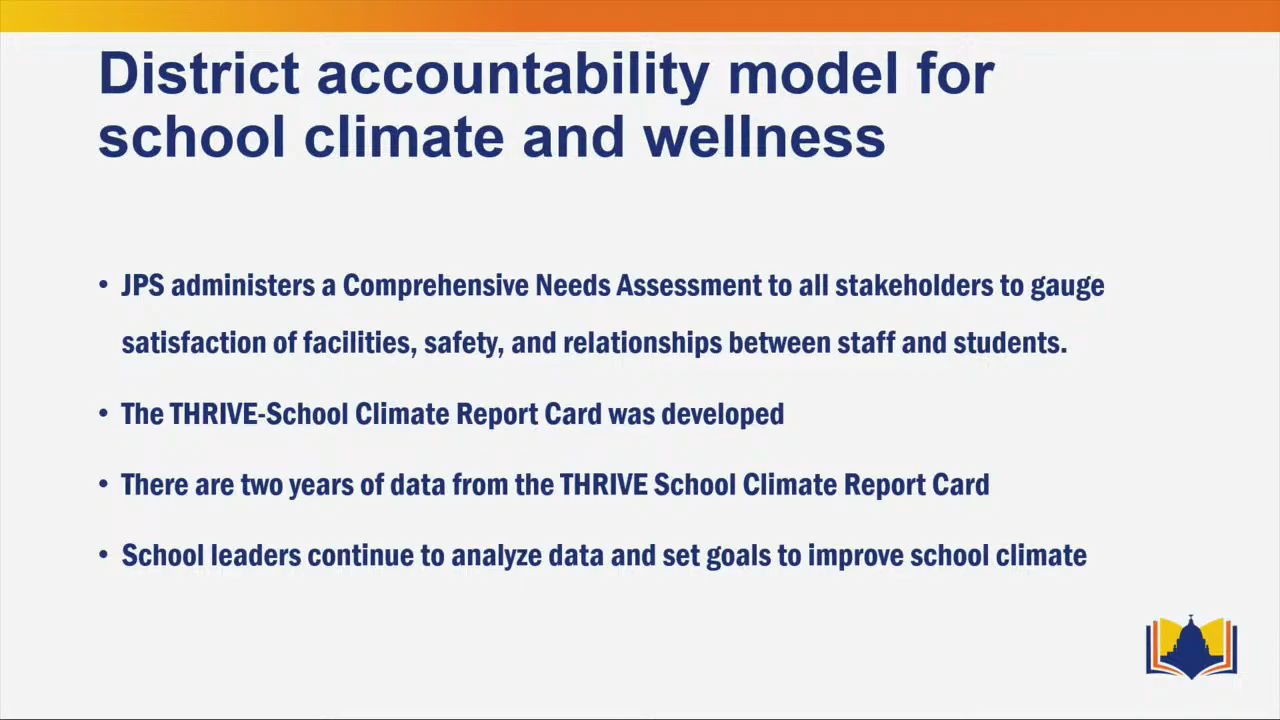 District accountability model for
school climate and wellness
• JPS administers a Comprehensive Needs Assessment to all stakeholders to gauge
satisfaction of facilities, safety, and relationships between staff and students.
• The THRIVE-School Climate Report Card was developed
• There are two years of data from the THRIVE School Climate Report Card
• School leaders continue to analyze data and set goals to improve school climate